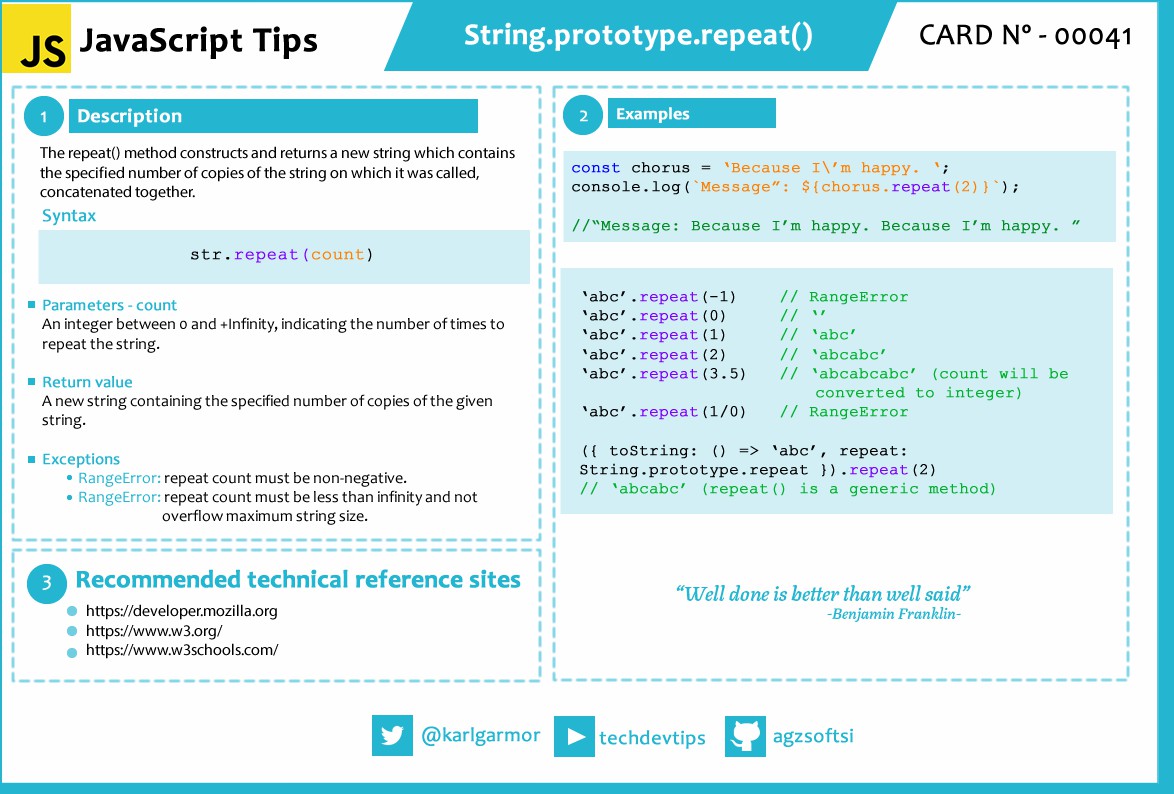 JS
JavaScript Tips
String.prototype.repeat()
CARD Nº - 00041
1
Description
The repeat() method constructs and returns a new string which contains
the specified number of copies of the string on which it was called,
concatenated together.
Syntax
str.repeat(count)
Parameters - count
An integer between 0 and +Infinity, indicating the number of times to
repeat the string.
Return value
A new string containing the specified number of copies of the given
string.
Exceptions
• RangeError: repeat count must be non-negative.
• RangeError: repeat count must be less than infinity and not
overflow maximum string size.
2
Examples
const chorus = ‘Because I\’m happy. ‘;
console.log(`Message”: ${chorus.repeat(2)}`);
//“Message: Because I’m happy. Because I’m happy. ”
‘abc’.repeat(−1) // RangeError
‘abc’.repeat(0) // ‘’
‘abc’.repeat(1) // ‘abc’
‘abc’.repeat(2) // ‘abcabc’
‘abc’.repeat(3.5) // ‘abcabcabc’ (count will be
converted to integer)
‘abc’.repeat(1/0) // RangeError
({ toString: () => ‘abc’, repeat:
String.prototype.repeat }).repeat(2)
// ‘abcabc’ (repeat() is a generic method)
“Well done is better than well said”
-Benjamin Franklin-
3
Recommended technical reference sites
https://developer.mozilla.org
https://www.w3.org/
https://www.w3schools.com/
@karlgarmor
techdevtips
agzsoftsi